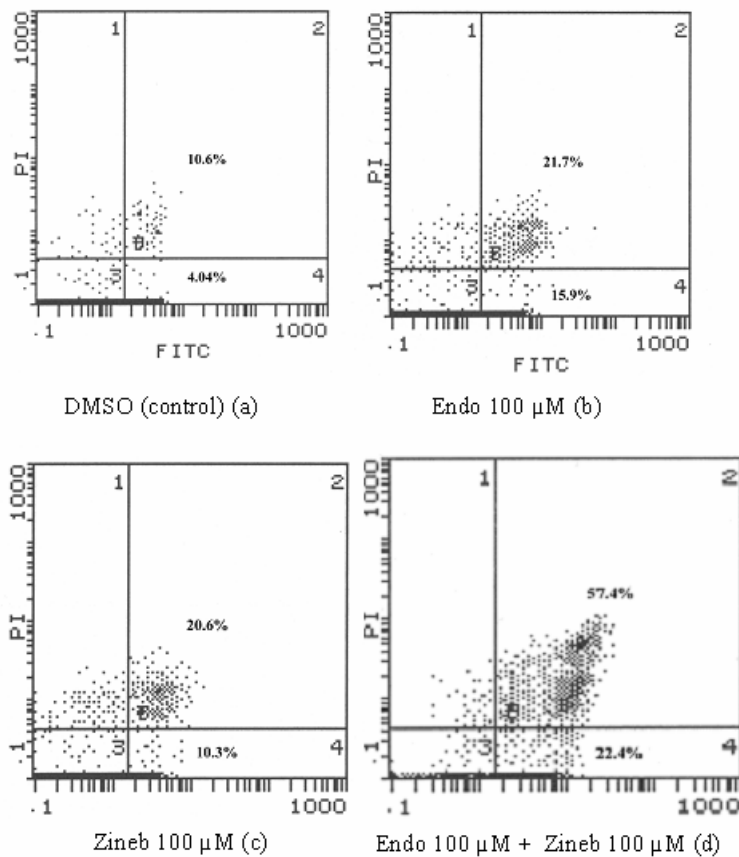 1 2
1000
10.6%
PI
1
3 4
4.04%
.1 1000
FITC
DMSO (control) (a)
1 2
1000
21.7%
PI
1
3 4
15.9%
.1 1000
FITC
Endo 100 µM (b)
1 2
1000
20.6%
PI
.1
3 4
10.3%
.1 1000
Zineb 100 µM (c)
1 2
1000
57.4%
PI
.1
3 4
22.4%
.1 1000
Endo 100 µM + Zineb 100 µM (d)